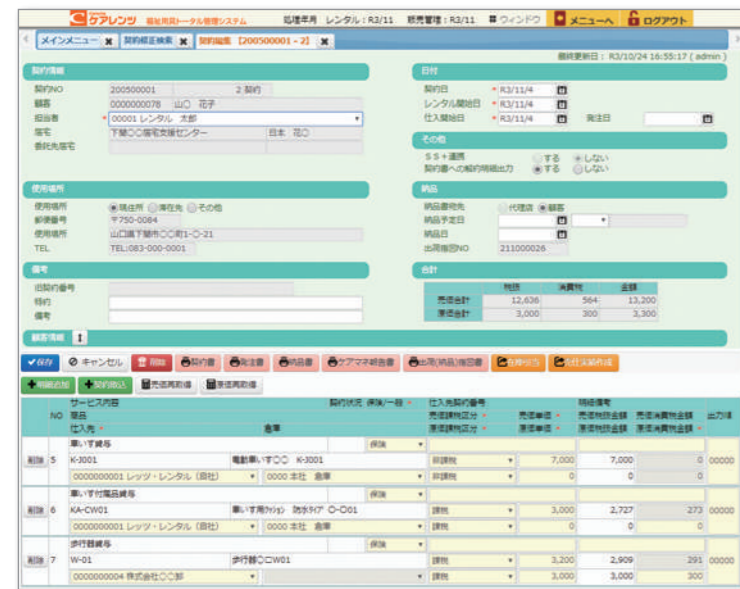 ケアレンツ 福祉用具トータル管理システム 処理年月 レンタル：R3/11 販売管理：R3/11 ウィンドウ メニューへ ログアウト
メインメニュー 契約修正検索 契約編集 [200500001 - 2]
最終更新日： R3/10/24 16:55:17 ( admin )
契約情報 日付
契約NO 200500001 2 契約 契約日 * R3/11/4
顧客 0000000078 山〇 花子 レンタル開始日 * R3/11/4
担当者 * 00001 レンタル 太郎 仕入開始日 * R3/11/4 発注日
居宅 下関〇〇居宅支援センター 日本 花〇
委託先居宅 その他
SS+連携 する しない
契約書への解約明細出力 する しない
使用場所 納品
使用場所 現住所 滞在先 その他 納品書宛先 代理店 顧客
郵便番号 〒750-0084 納品予定日
使用場所 山口県下関市〇〇町1-〇-21 納品日
TEL TEL:083-000-0001 出荷指図NO 211000026
備考 合計
旧契約番号 税抜 消費税 金額
特約 売価合計 12,636 564 13,200
備考 原価合計 3,000 300 3,300
顧客情報
保存 キャンセル 削除 契約書 発注書 納品書 ケアマネ報告書 出荷(納品)指図書
明細追加 契約取込 売価再取得 原価再取得
サービス内容 契約状況 保険/一般 * 仕入先契約番号 明細備考
NO 商品 売価課税区分 * 売価単価 * 売価税抜金額 売価消費税金額 出力順
仕入先 * 倉庫 原価課税区分 * 原価単価 * 原価税抜金額 原価消費税金額 *
車いす貸与 保険
削除 5 K-J001 電動車いす〇〇 K-J001 非課税 7,000 7,000 0 00000
0000000001 レッツ・レンタル (自社) 0000 本社 倉庫 非課税 0 0 0
車いす付属品貸与 保険
削除 6 KA-CW01 車いす用クッション 防水タイプ 〇-〇01 課税 3,000 2,727 273 00000
0000000001 レッツ・レンタル (自社) 0000 本社 倉庫 課税 0 0 0
歩行器貸与 保険
削除 7 W-01 歩行器〇□W01 課税 3,200 2,909 291 00000
0000000004 株式会社〇〇部 課税 3,000 3,000 300